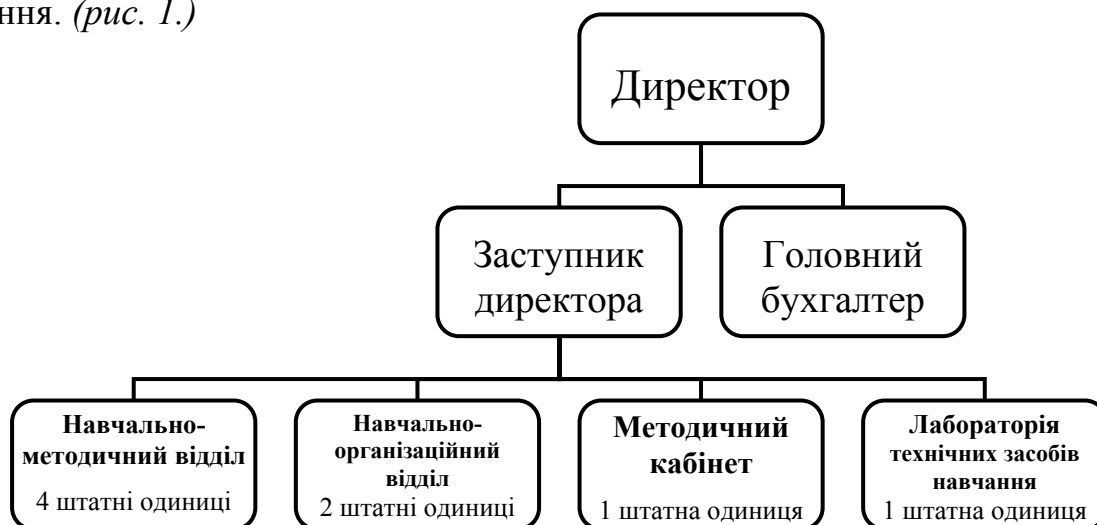 ння. (рис. 1.)
Директор
Заступник
директора
Головний
бухгалтер
Навчально-
методичний відділ
4 штатні одиниці
Навчально-
організаційний
відділ
2 штатні одиниці
Методичний
кабінет
1 штатна одиниця
Лабораторія
технічних засобів
навчання
1 штатна одиниця